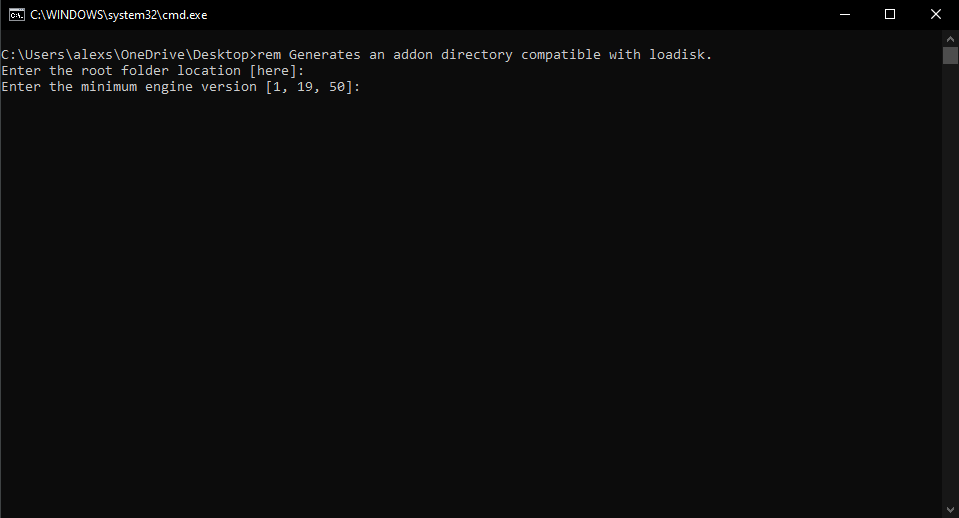 C:\WINDOWS\system32\cmd.exe
C:\Users\alexs\OneDrive\Desktop>rem Generates an addon directory compatible with loadisk.
Enter the root folder location [here]:
Enter the minimum engine version [1, 19, 50]: